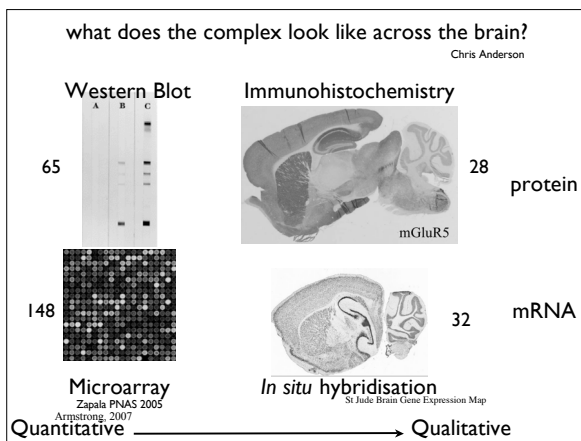 what does the complex look like across the brain?
Chris Anderson
Western Blot
Immunohistochemistry
A B C
65
28
protein
mGluR5
148
32
mRNA
Microarray
In situ hybridisation
Zapala PNAS 2005
St Jude Brain Gene Expression Map
Armstrong, 2007
Quantitative
Qualitative